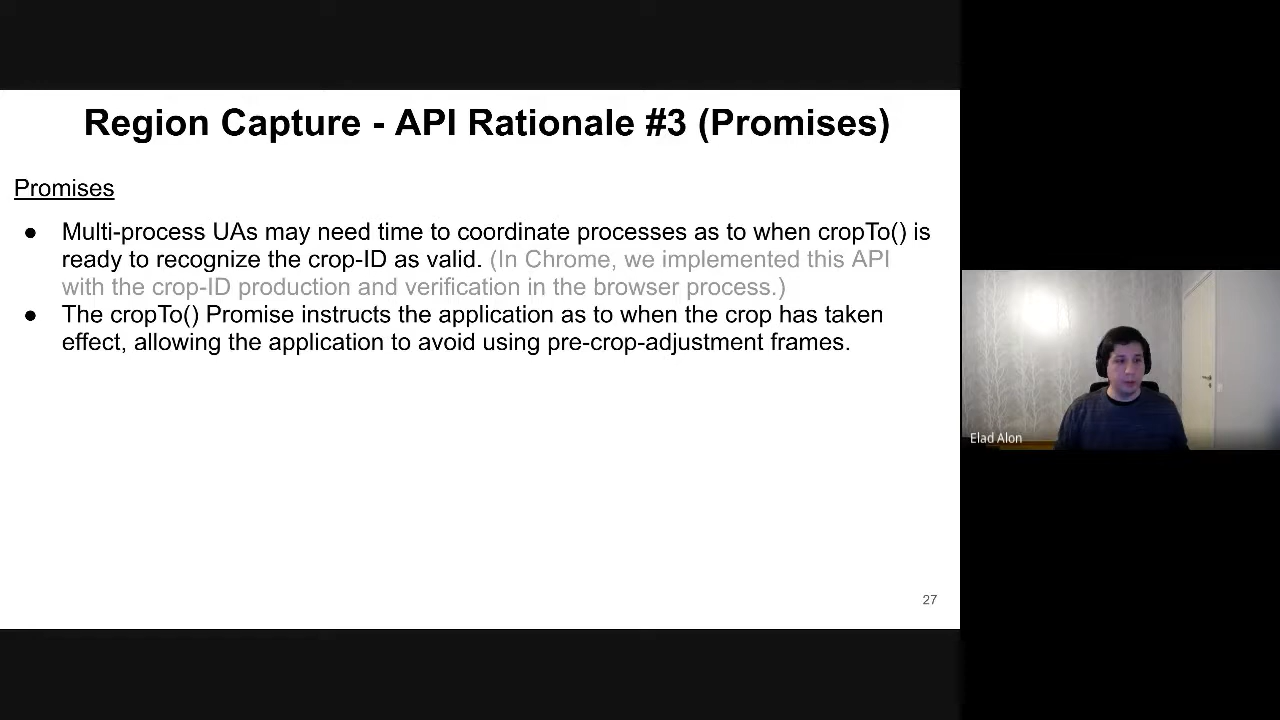 Region Capture - API Rationale #3 (Promises)
Promises
● Multi-process UAs may need time to coordinate processes as to when cropTo() is
ready to recognize the crop-ID as valid. (In Chrome, we implemented this API
with the crop-ID production and verification in the browser process.)
● The cropTo() Promise instructs the application as to when the crop has taken
effect, allowing the application to avoid using pre-crop-adjustment frames.
27
Elad Alon